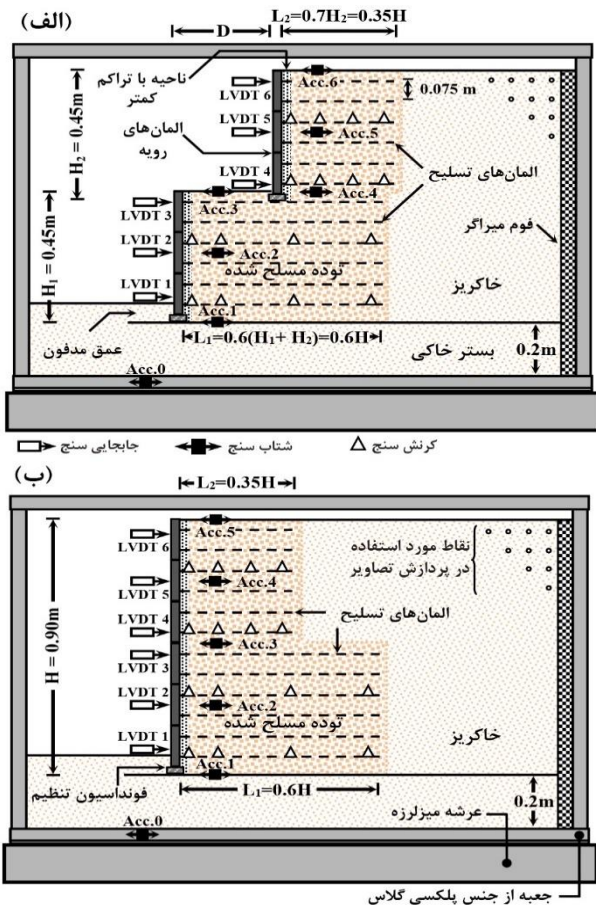 (الف)
D
L₂=0.7H₂=0.35H
ناحیه با تراکم
کمتر
المان‌های
رویه
H₂ = 0.45m
H₁ = 0.45m
LVDT 6
LVDT 5
LVDT 4
LVDT 3
LVDT 2
LVDT 1
Acc.6
Acc.5
Acc.4
Acc.3
Acc.2
Acc.1
Acc.0
0.075 m
المان‌های تسلیح
فوم میراگر
خاکریز
توده مسلح شده
L₁=0.6(H₁+ H₂)=0.6H
عمق مدفون
بستر خاکی
0.2m
جابجایی سنج
شتاب سنج
کرنش سنج
(ب)
L₂=0.35H
H = 0.90m
LVDT 6
LVDT 5
LVDT 4
LVDT 3
LVDT 2
LVDT 1
Acc.5
Acc.4
Acc.3
Acc.2
Acc.1
Acc.0
نقاط مورد استفاده
در پردازش تصاویر
المان‌های تسلیح
توده مسلح شده
خاکریز
فونداسیون تنظیم
L₁=0.6H
0.2m
عرشه میزلرزه
جعبه از جنس پلکسی گلاس